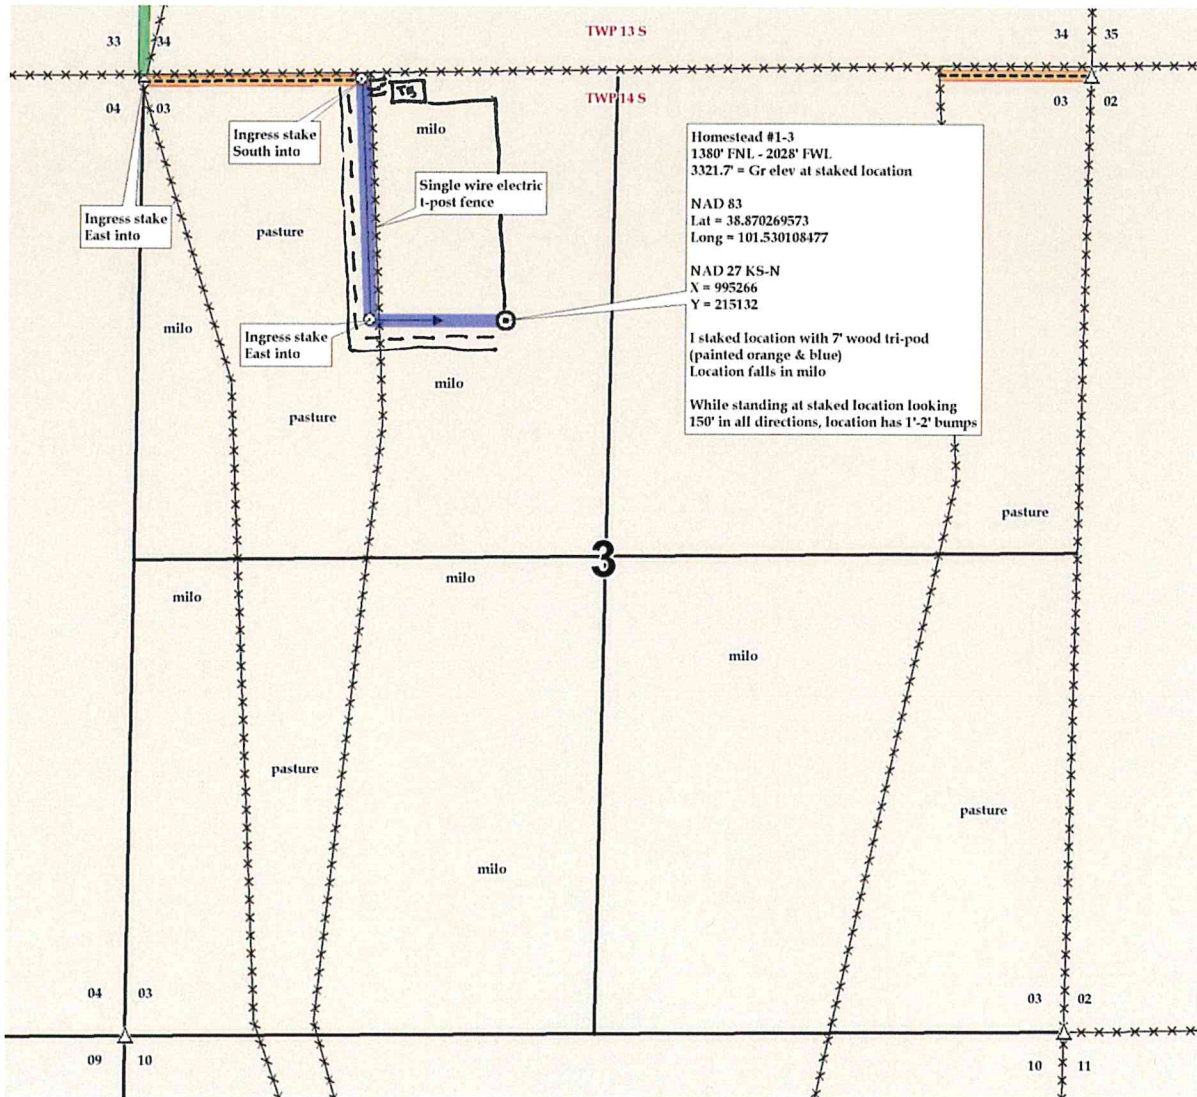 TWP 13 S
33
34
34
35
TWP 14 S
04
03
03
02
TB
milo
Ingress stake
South into
Homestead #1-3
1380' FNL - 2028' FWL
3321.7' = Gr elev at staked location
NAD 83
Lat = 38.870269573
Long = 101.530108477
NAD 27 KS-N
X = 995266
Y = 215132
I staked location with 7' wood tri-pod
(painted orange & blue)
Location falls in milo
While standing at staked location looking
150' in all directions, location has 1'-2' bumps
Single wire electric
t-post fence
Ingress stake
East into
pasture
milo
Ingress stake
East into
milo
pasture
pasture
3
milo
milo
milo
pasture
pasture
milo
04
03
03
02
09
10
10
11